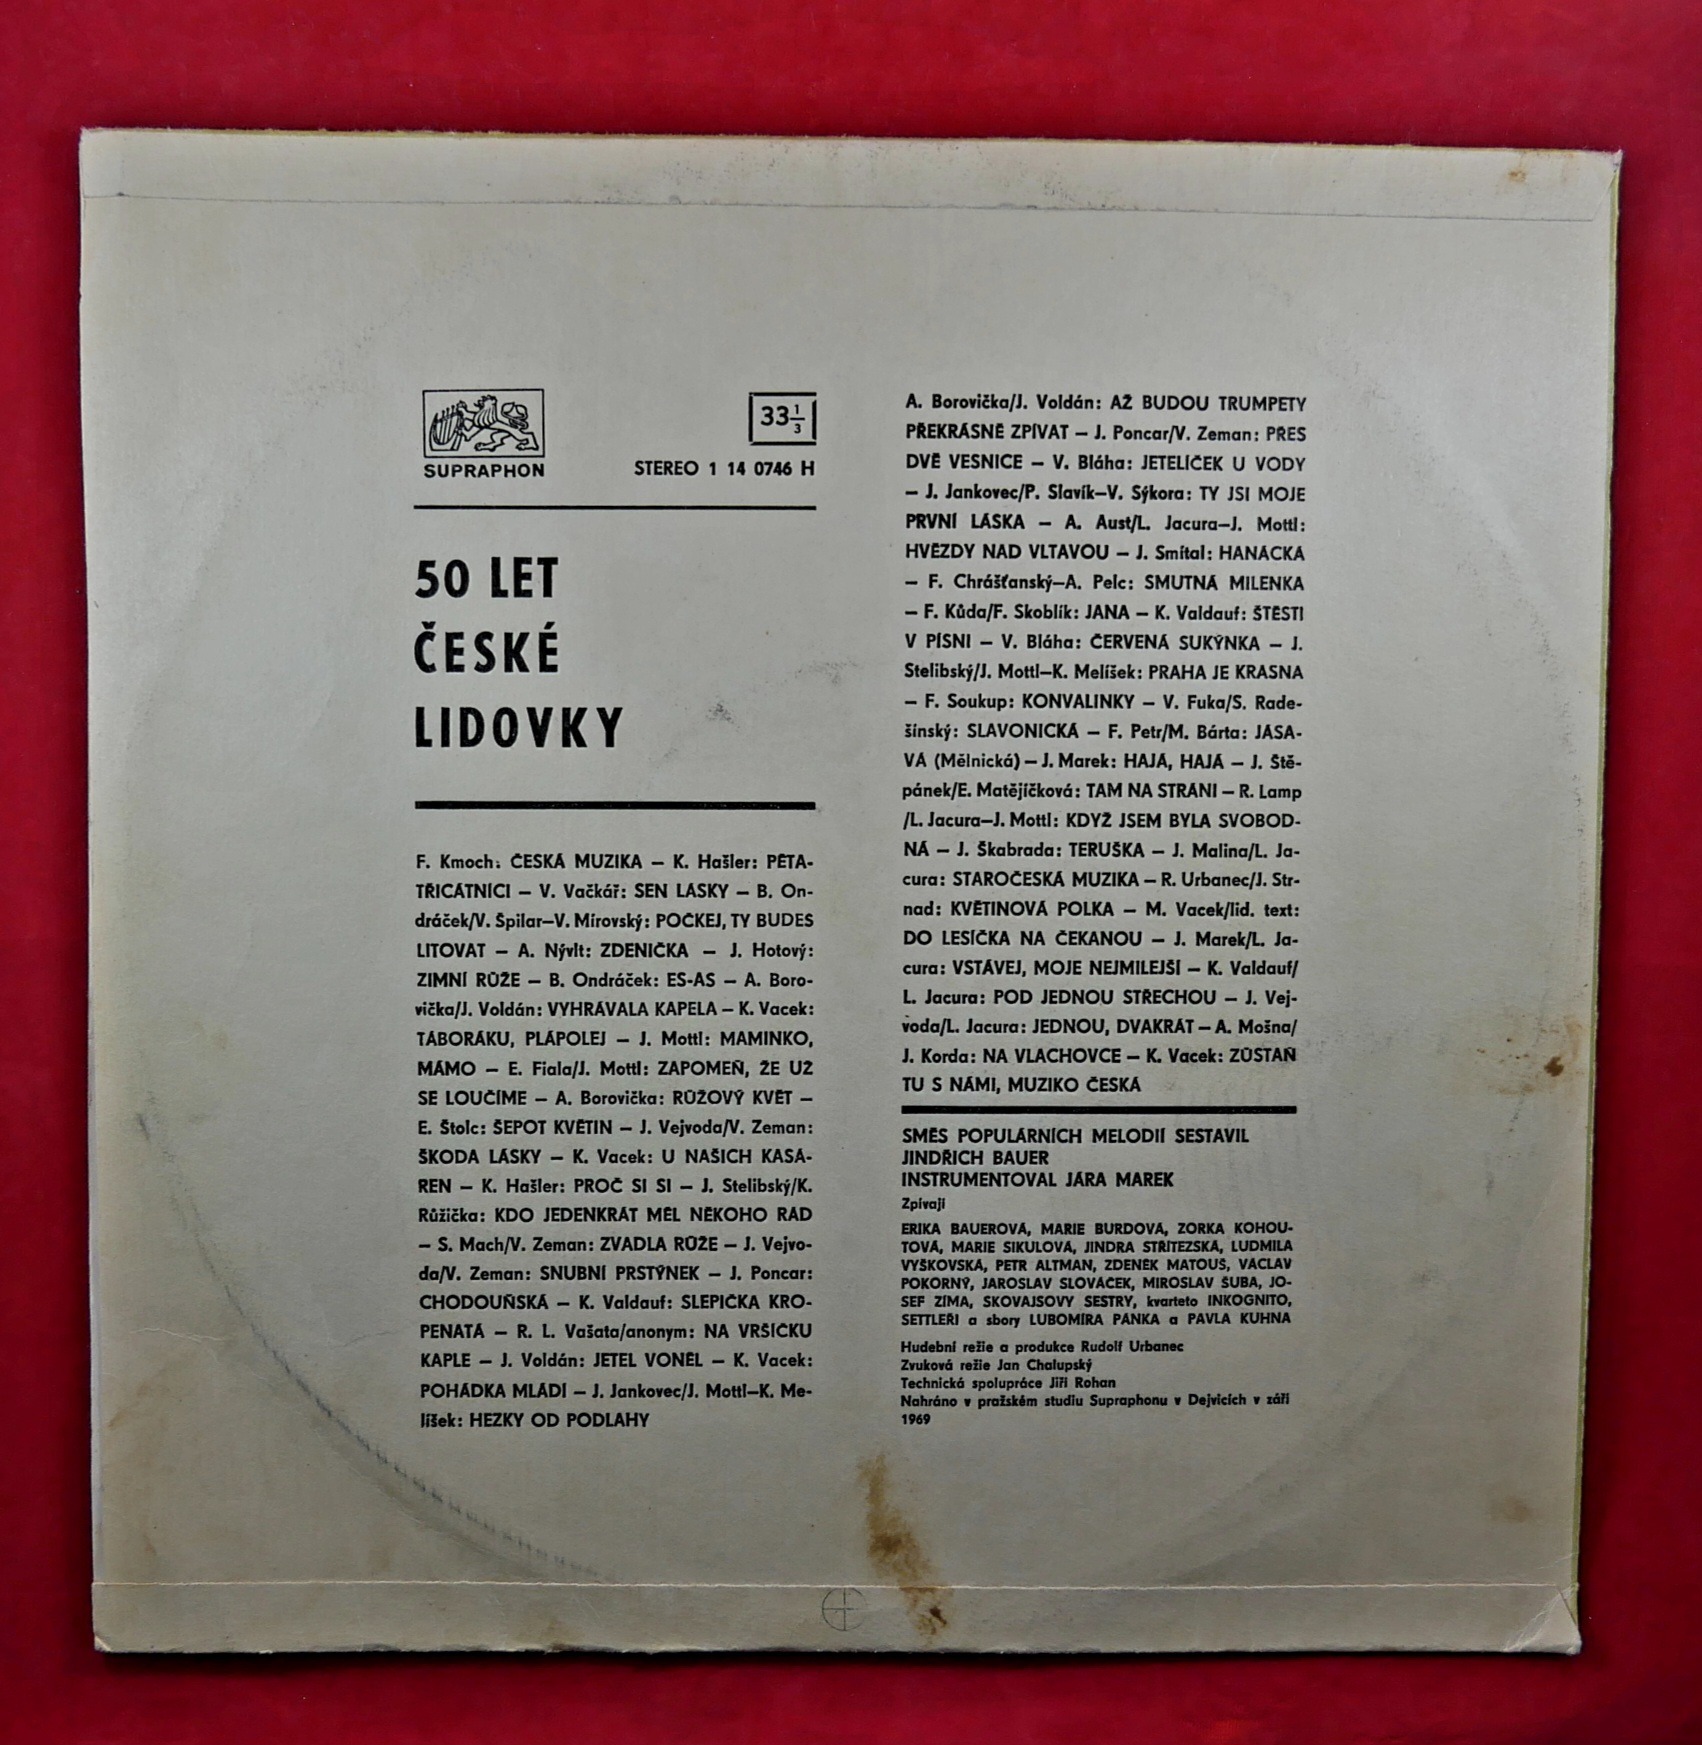 SUPRAPHON
33 1/3
STEREO 1 14 0746 H
50 LET
ČESKÉ
LIDOVKY
F. Kmoch: ČESKÁ MUZIKA – K. Hašler: PĚTA-
TŘICÁTNÍCI – V. Vačkář: SEN LÁSKY – B. On-
dráček/V. Špilar–V. Mírovský: POČKEJ, TY BUDEŠ
LITOVAT – A. Nývlt: ZDENIČKA – J. Hotový:
ZIMNÍ RŮŽE – B. Ondráček: ES-AS – A. Boro-
vička/J. Voldán: VYHRÁVALA KAPELA – K. Vacek:
TÁBORÁKU, PLÁPOLEJ – J. Mottl: MAMINKO,
MÁMO – E. Fiala/J. Mottl: ZAPOMEŇ, ŽE UŽ
SE LOUČÍME – A. Borovička: RŮŽOVÝ KVĚT –
E. Štolc: ŠEPOT KVĚTIN – J. Vejvoda/V. Zeman:
ŠKODA LÁSKY – K. Vacek: U NAŠICH KASÁ-
REN – K. Hašler: PROČ SI SI – J. Stelibský/K.
Růžička: KDO JEDENKRÁT MĚL NĚKOHO RÁD
– S. Mach/V. Zeman: ZVADLA RŮŽE – J. Vejvo-
da/V. Zeman: SNUBNÍ PRSTÝNEK – J. Poncar:
CHODOUŇSKÁ – K. Valdauf: SLEPIČKA KRO-
PENATÁ – R. L. Vašata/anonym: NA VRŠÍČKU
KAPLE – J. Voldán: JETEL VONĚL – K. Vacek:
POHÁDKA MLÁDÍ – J. Jankovec/J. Mottl–K. Me-
líšek: HEZKY OD PODLAHY
A. Borovička/J. Voldán: AŽ BUDOU TRUMPETY
PŘEKRÁSNĚ ZPÍVAT – J. Poncar/V. Zeman: PŘES
DVĚ VESNICE – V. Bláha: JETELÍČEK U VODY
– J. Jankovec/P. Slavík–V. Sýkora: TY JSI MOJE
PRVNÍ LÁSKA – A. Aust/L. Jacura–J. Mottl:
HVĚZDY NAD VLTAVOU – J. Smítal: HANÁCKÁ
– F. Chrášťanský–A. Pelc: SMUTNÁ MILENKA
– F. Kůda/F. Skoblík: JANA – K. Valdauf: ŠTĚSTÍ
V PÍSNI – V. Bláha: ČERVENÁ SUKÝNKA – J.
Stelibský/J. Mottl–K. Melíšek: PRAHA JE KRÁSNÁ
– F. Soukup: KONVALINKY – V. Fuka/S. Rade-
šínský: SLAVONICKÁ – F. Petr/M. Bárta: JÁSA-
VÁ (Mělnická) – J. Marek: HAJÁ, HAJÁ – J. Ště-
pánek/E. Matějíčková: TAM NA STRÁNI – R. Lamp
/L. Jacura–J. Mottl: KDYŽ JSEM BYLA SVOBOD-
NÁ – J. Škabrada: TERUŠKA – J. Malina/L. Ja-
cura: STAROČESKÁ MUZIKA – R. Urbanec/J. Str-
nad: KVĚTINOVÁ POLKA – M. Vacek/lid. text:
DO LESÍČKA NA ČEKANOU – J. Marek/L. Ja-
cura: VSTÁVEJ, MOJE NEJMILEJŠÍ – K. Valdauf/
L. Jacura: POD JEDNOU STŘECHOU – J. Vej-
voda/L. Jacura: JEDNOU, DVAKRÁT – A. Mošna/
J. Korda: NA VLACHOVCE – K. Vacek: ZŮSTAŇ
TU S NÁMI, MUZIKO ČESKÁ
SMĚS POPULÁRNÍCH MELODIÍ SESTAVIL
JINDŘICH BAUER
INSTRUMENTOVAL JÁRA MAREK
Zpívají
ERIKA BAUEROVÁ, MARIE BURDOVÁ, ZORKA KOHOU-
TOVÁ, MARIE SIKULOVÁ, JINDRA STŘÍTEZSKÁ, LUDMILA
VYŠKOVSKÁ, PETR ALTMAN, ZDENĚK MATOUŠ, VÁCLAV
POKORNÝ, JAROSLAV SLOVÁČEK, MIROSLAV ŠUBA, JO-
SEF ZÍMA, SKOVAJSOVY SESTRY, kvarteto INKOGNITO,
SETTLEŘI a sbory LUBOMÍRA PÁNKA a PAVLA KÜHNA
Hudební režie a produkce Rudolf Urbanec
Zvuková režie Jan Chalupský
Technická spolupráce Jiří Rohan
Nahráno v pražském studiu Supraphonu v Dejvicích v září
1969